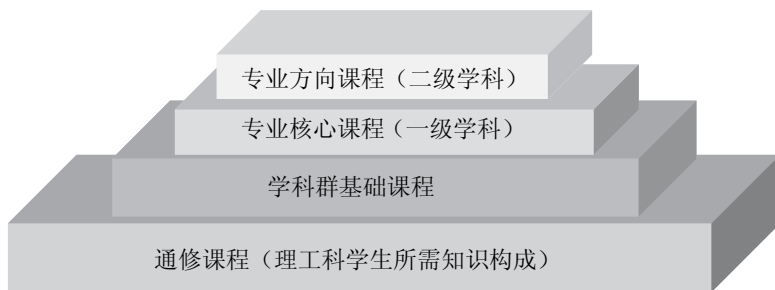 专业方向课程（二级学科）
专业核心课程（一级学科）
学科群基础课程
通修课程（理工科学生所需知识构成）